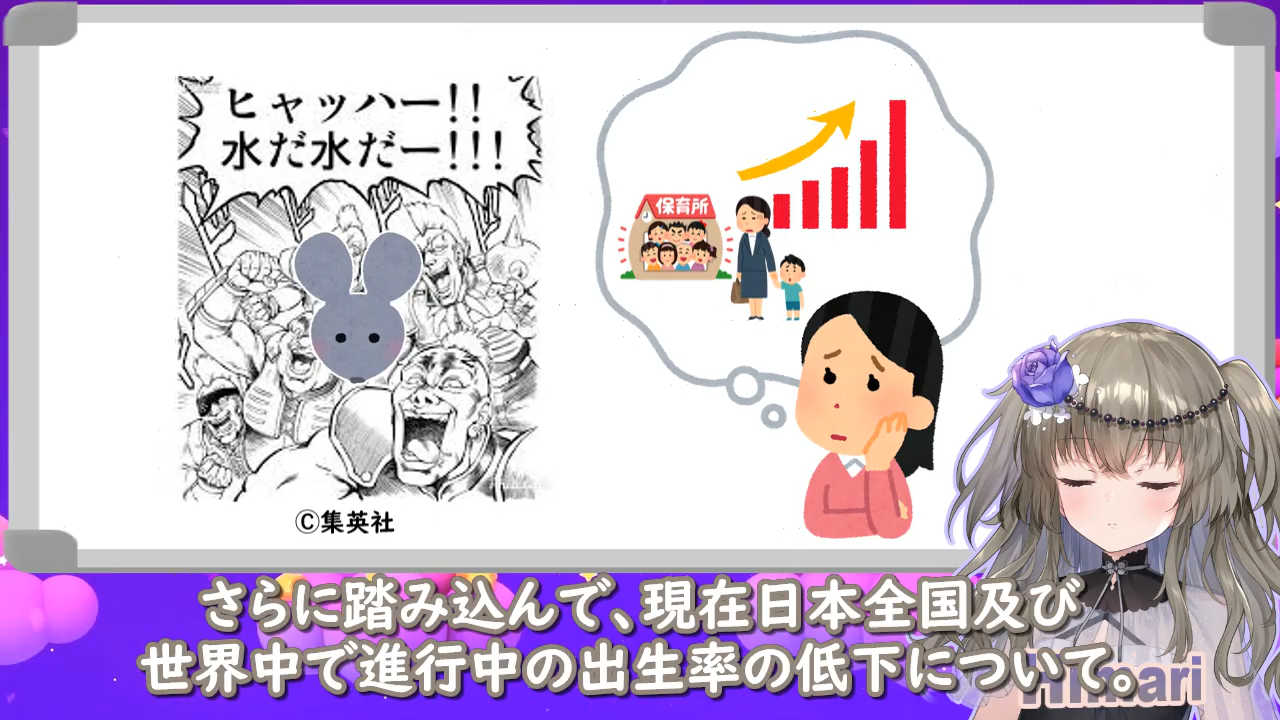 ヒャッハー!!
水だ水だー!!!
保育所
©集英社
さらに踏み込んで、現在日本全国及び
世界中で進行中の出生率の低下について。